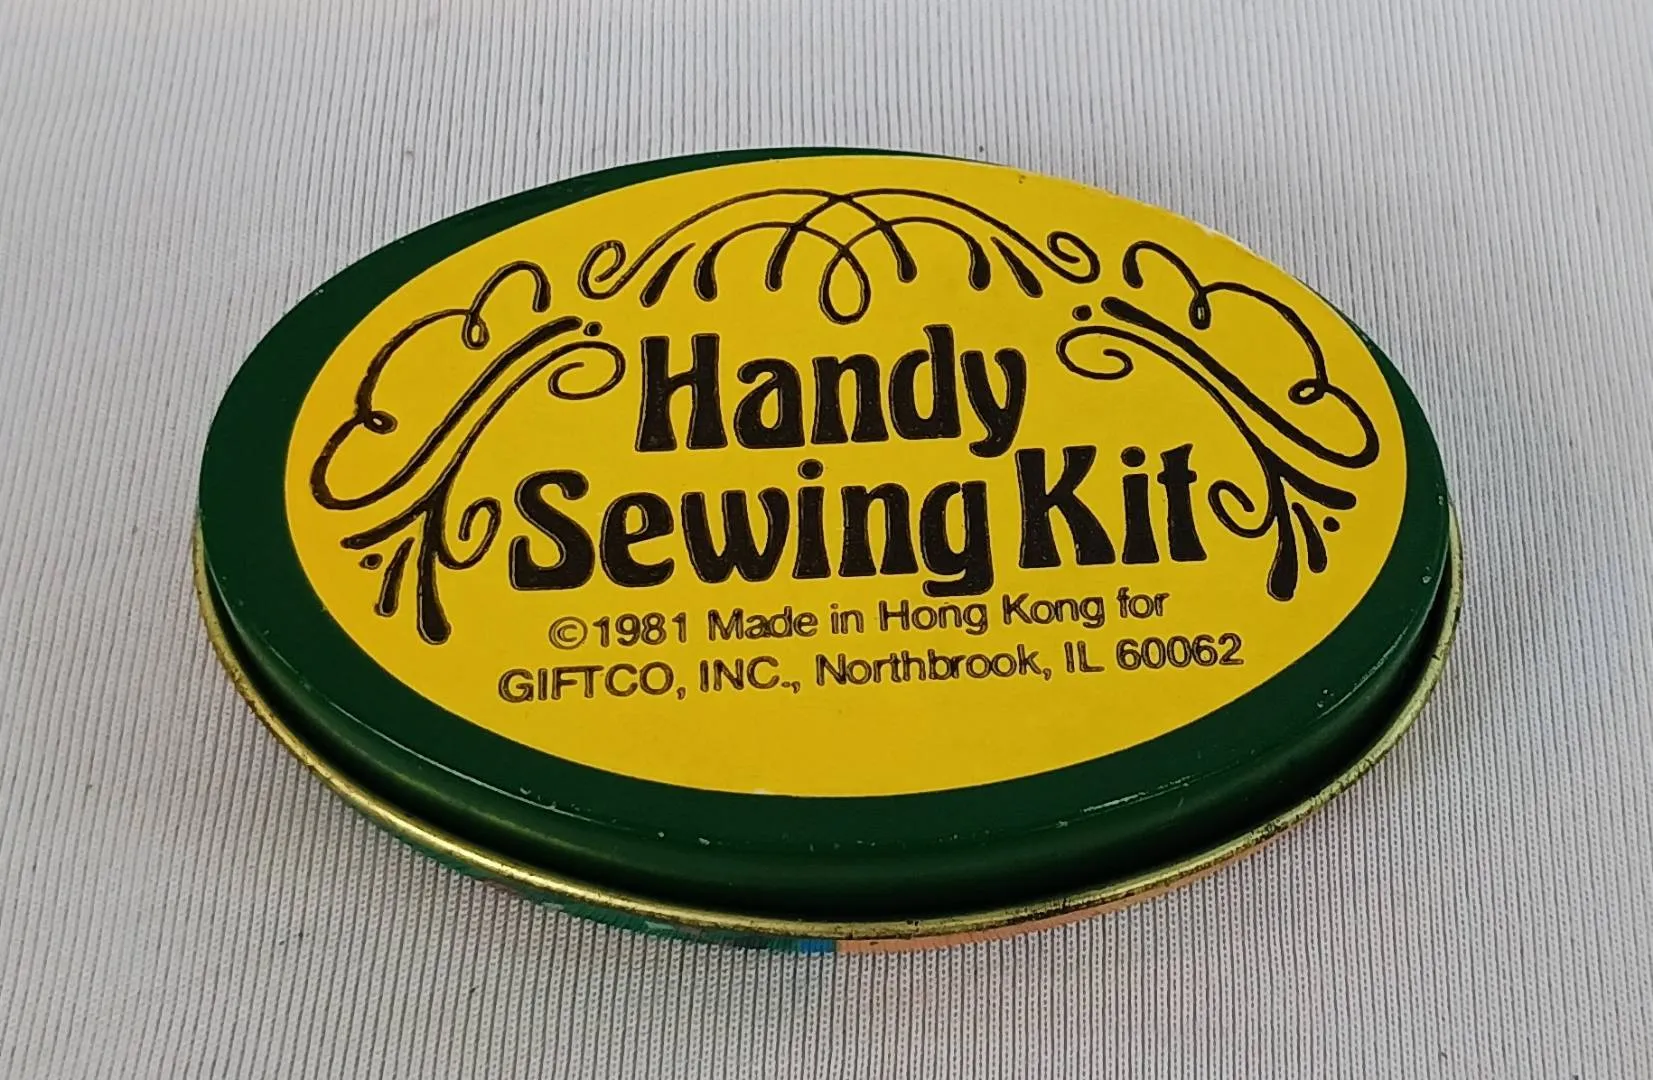 Handy
Sewing Kit
©1981 Made in Hong Kong for
GIFTCO, INC., Northbrook, IL 60062